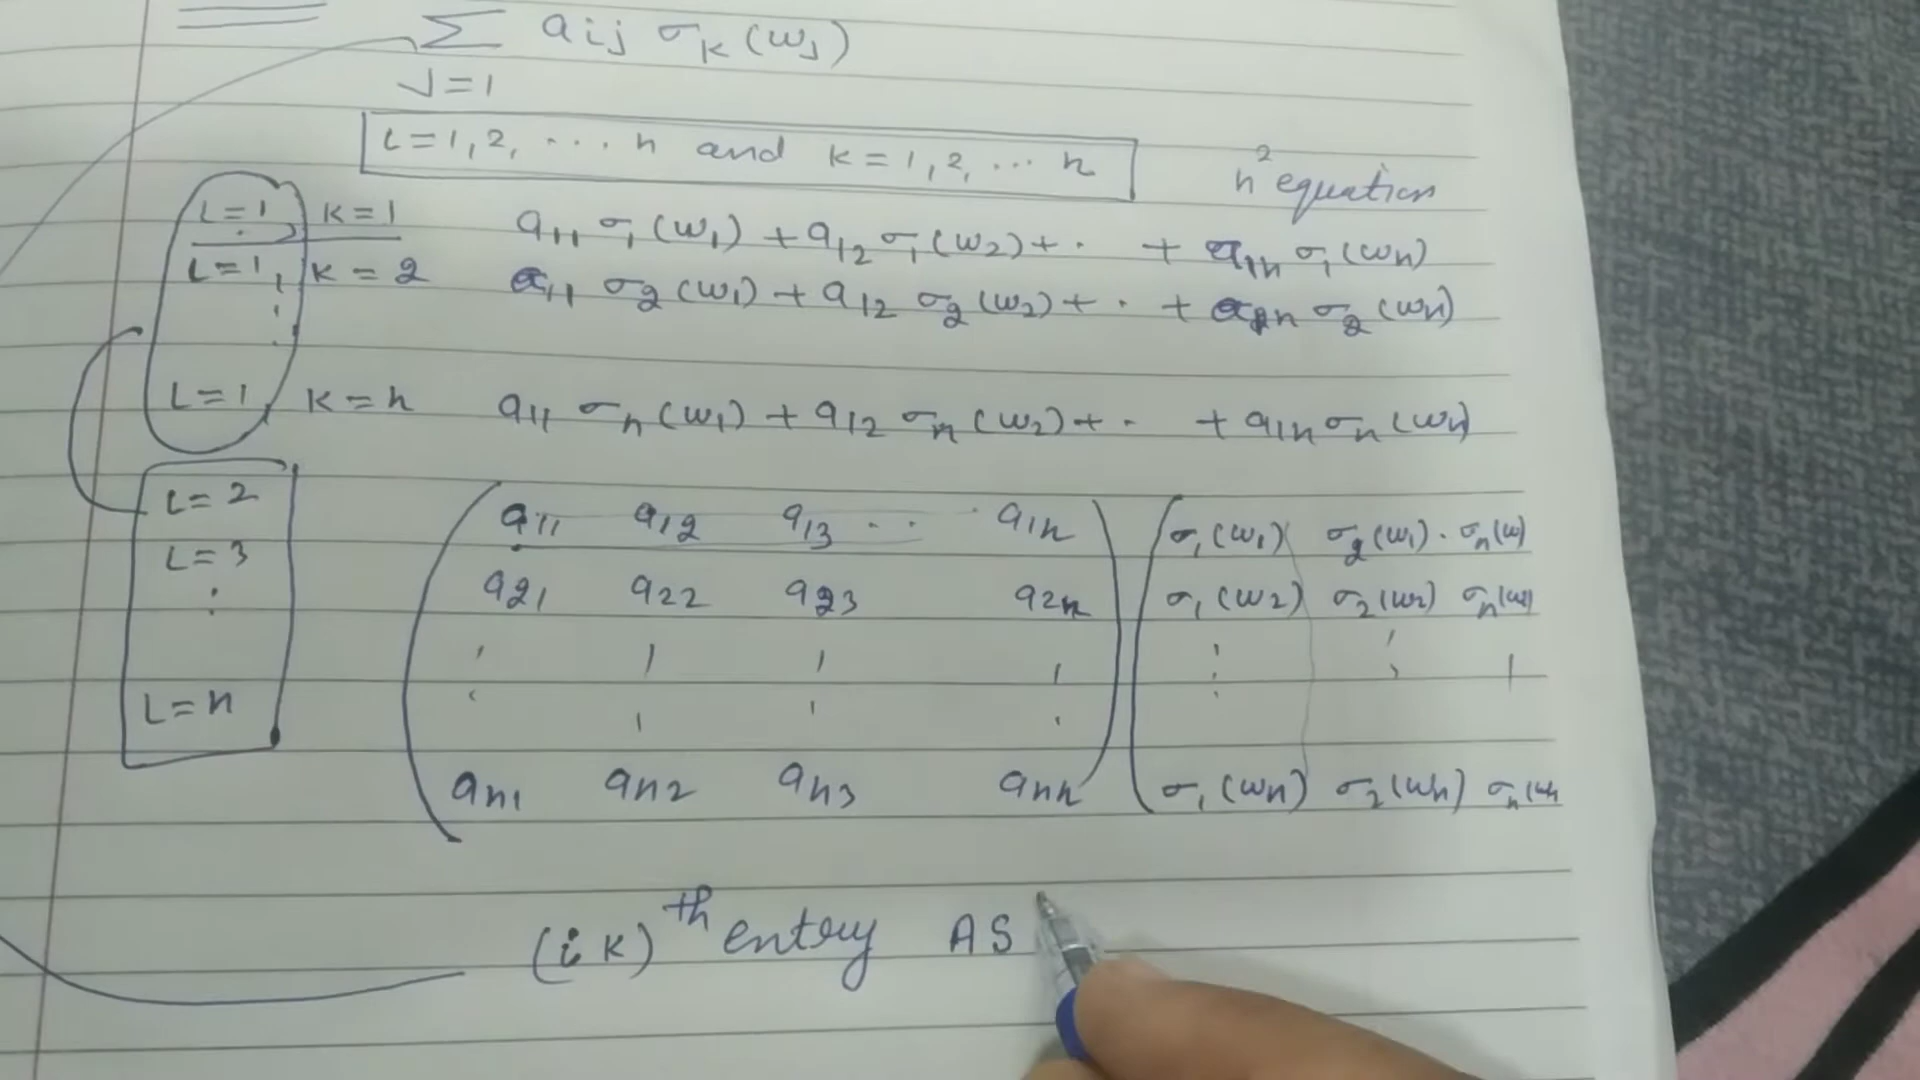 ∑ aij σk(wj)
J=1
i=1,2, ... n and k=1,2, ... n
n² equation
i=1, k=1 a11 σ1(w1) + a12 σ1(w2) + . + a1n σ1(wn)
i=1, k=2 a11 σ2(w1) + a12 σ2(w2) + . + a1n σ2(wn)
i=1, k=n a11 σn(w1) + a12 σn(w2) + . + a1n σn(wn)
i=2
i=3
:
i=n
a11 a12 a13 .. a1n σ1(w1) σ2(w1) . σn(w)
a21 a22 a23 a2n σ1(w2) σ2(w2) σn(w2)
an1 an2 an3 ann σ1(wn) σ2(wn) σn(wn
(i k)th entry AS